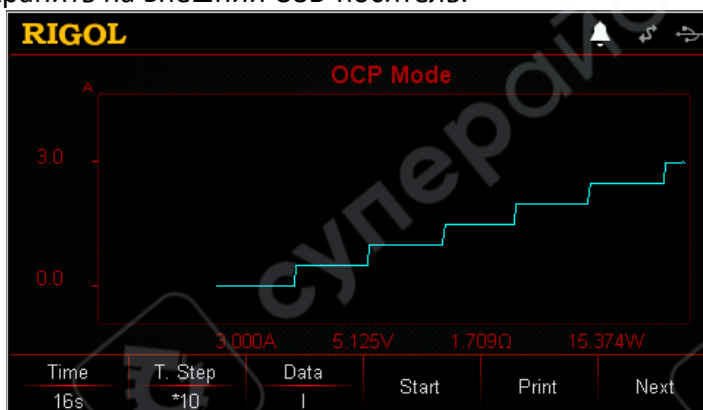 хранить на внешний USB-носитель.
RIGOL
OCP Mode
A
3.0
0.0
3.000A 5.125V 1.709Ω 15.374W
Time T. Step Data Start Print Next
16s *10 I